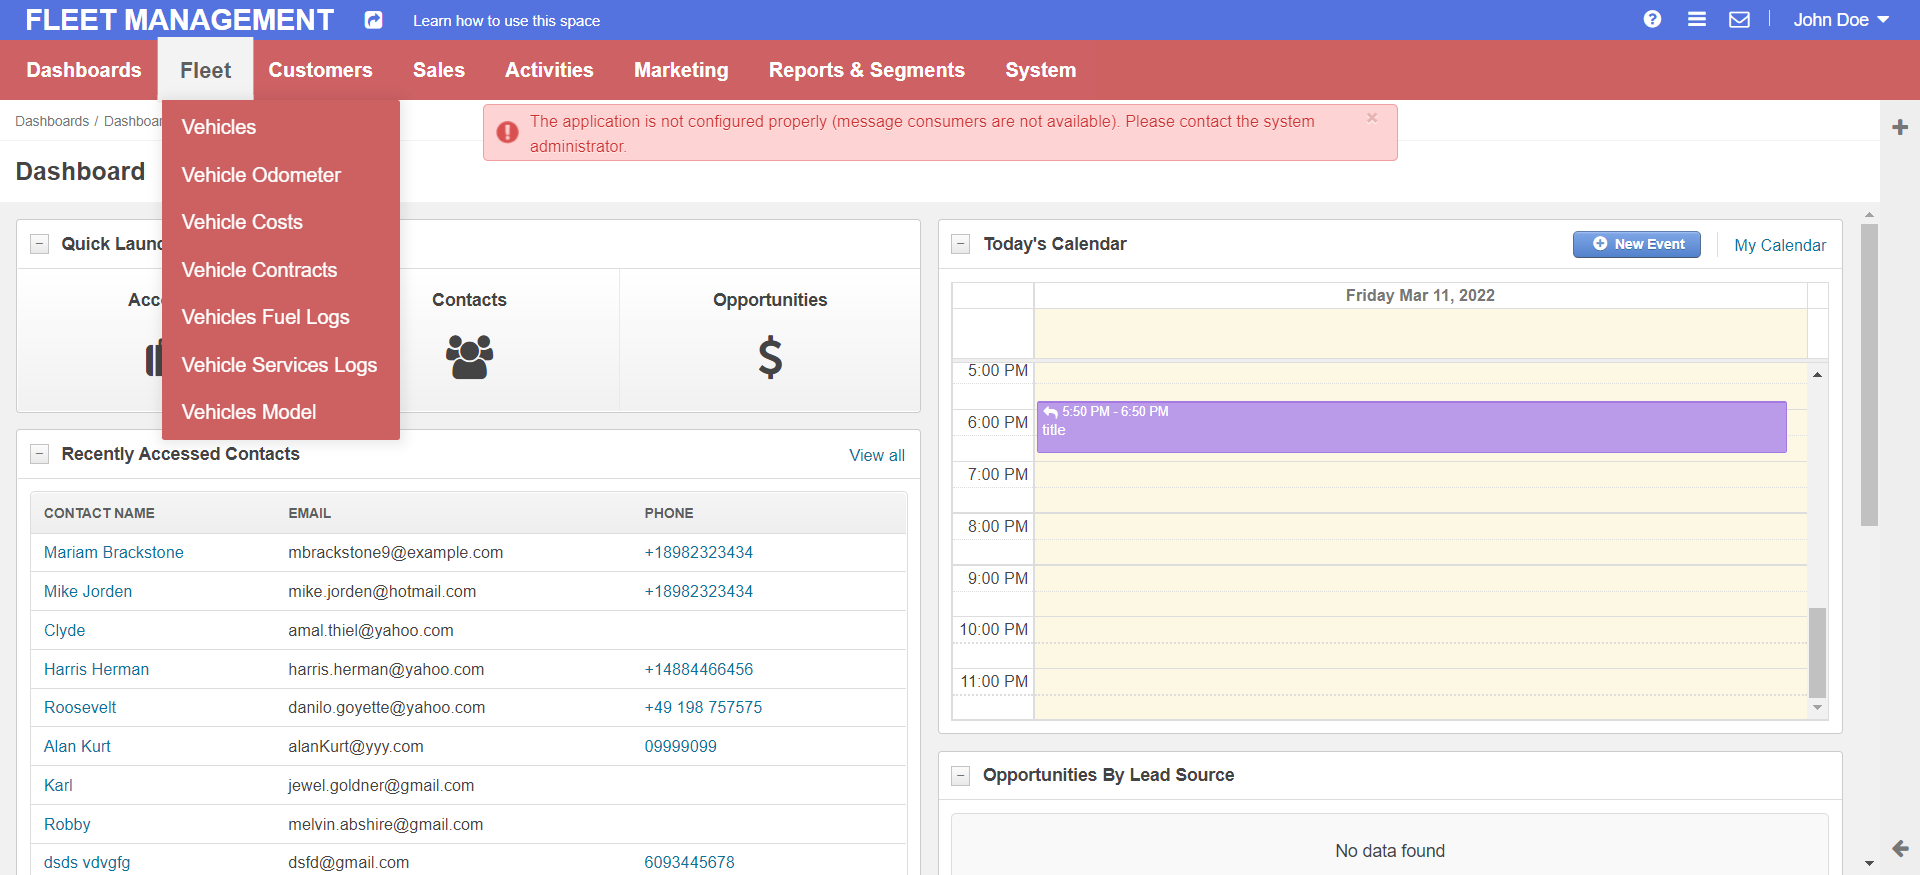 FLEET MANAGEMENT
Learn how to use this space
John Doe
Dashboards
Fleet
Customers
Sales
Activities
Marketing
Reports & Segments
System
Dashboards / Dashboar
Vehicles
Vehicle Odometer
Vehicle Costs
Vehicle Contracts
Vehicles Fuel Logs
Vehicle Services Logs
Vehicles Model
The application is not configured properly (message consumers are not available). Please contact the system
administrator.
Dashboard
Quick Launc
Acc
Contacts
Opportunities
Recently Accessed Contacts
View all
CONTACT NAME EMAIL PHONE
Mariam Brackstone mbrackstone9@example.com +18982323434
Mike Jorden mike.jorden@hotmail.com +18982323434
Clyde amal.thiel@yahoo.com
Harris Herman harris.herman@yahoo.com +14884466456
Roosevelt danilo.goyette@yahoo.com +49 198 757575
Alan Kurt alanKurt@yyy.com 09999099
Karl jewel.goldner@gmail.com
Robby melvin.abshire@gmail.com
dsds vdvgfg dsfd@gmail.com 6093445678
Today's Calendar
New Event
My Calendar
Friday Mar 11, 2022
5:00 PM
5:50 PM - 6:50 PM
title
6:00 PM
7:00 PM
8:00 PM
9:00 PM
10:00 PM
11:00 PM
Opportunities By Lead Source
No data found